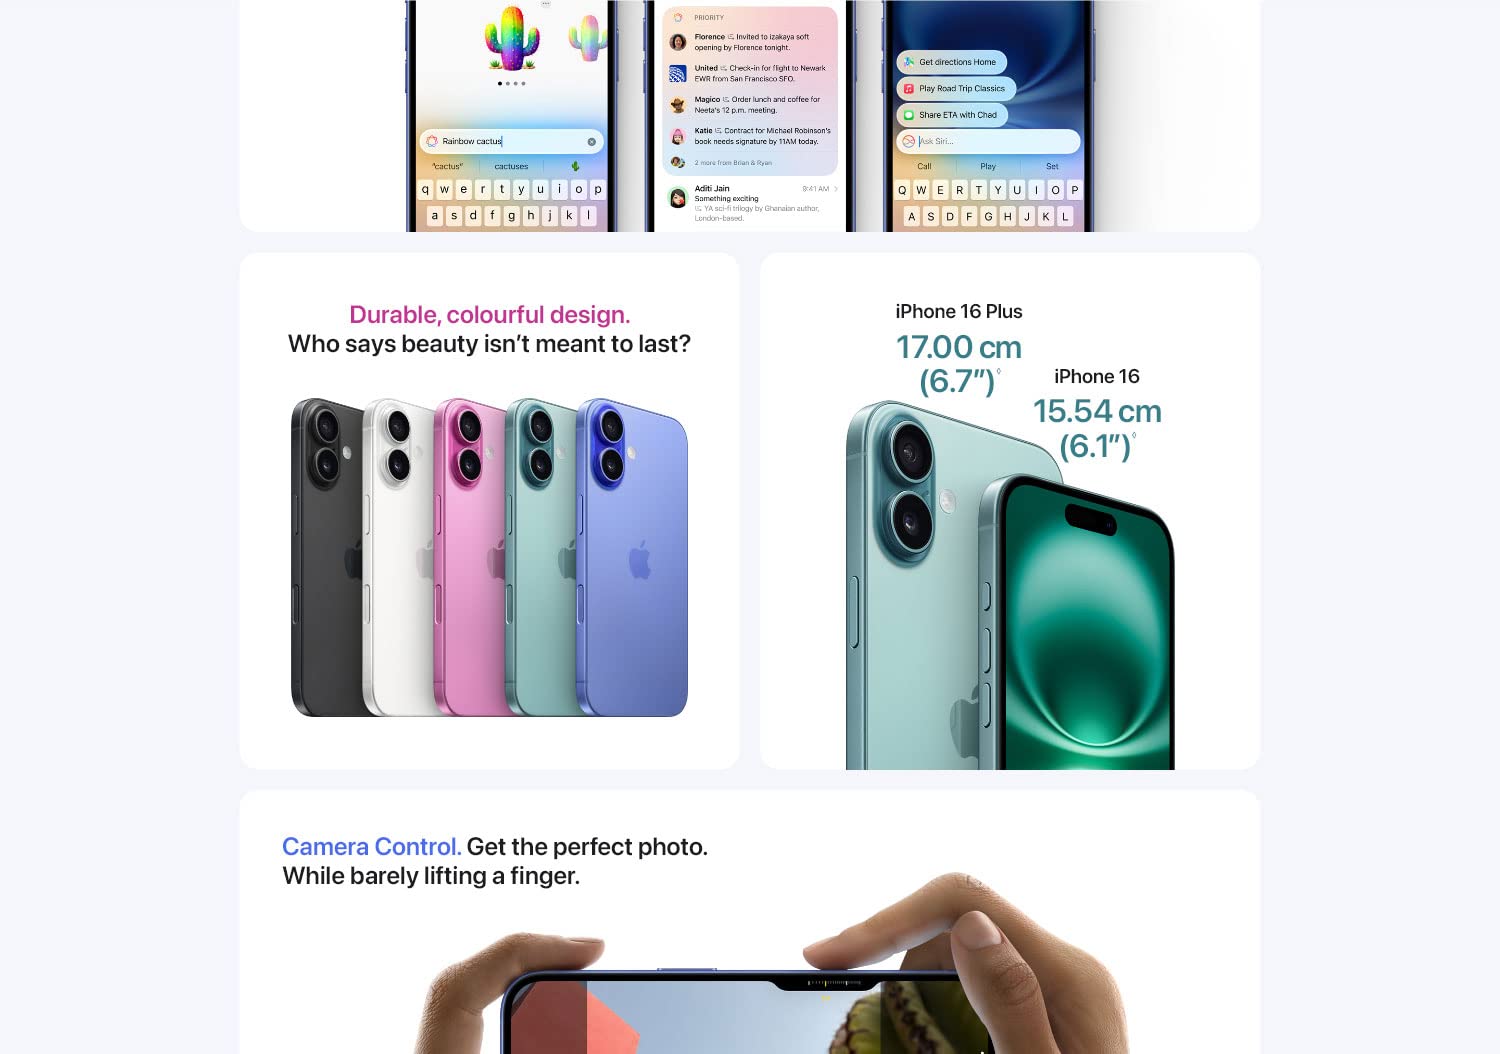 Rainbow cactus
"cactus" cactuses
q w e r t y u i o p
a s d f g h j k l
PRIORITY
Florence Invited to izakaya soft
opening by Florence tonight.
United Check-in for flight to Newark
EWR from San Francisco SFO.
Magico Order lunch and coffee for
Neeta's 12 p.m. meeting.
Katie Contract for Michael Robinson's
book needs signature by 11AM today.
2 more from Brian & Ryan
Aditi Jain 9:41 AM
Something exciting
YA sci-fi trilogy by Ghanaian author,
London-based.
Get directions Home
Play Road Trip Classics
Share ETA with Chad
Ask Siri...
Call Play Set
Q W E R T Y U I O P
A S D F G H J K L
Durable, colourful design.
Who says beauty isn’t meant to last?
iPhone 16 Plus
17.00 cm
(6.7”)◊
iPhone 16
15.54 cm
(6.1”)◊
Camera Control. Get the perfect photo.
While barely lifting a finger.